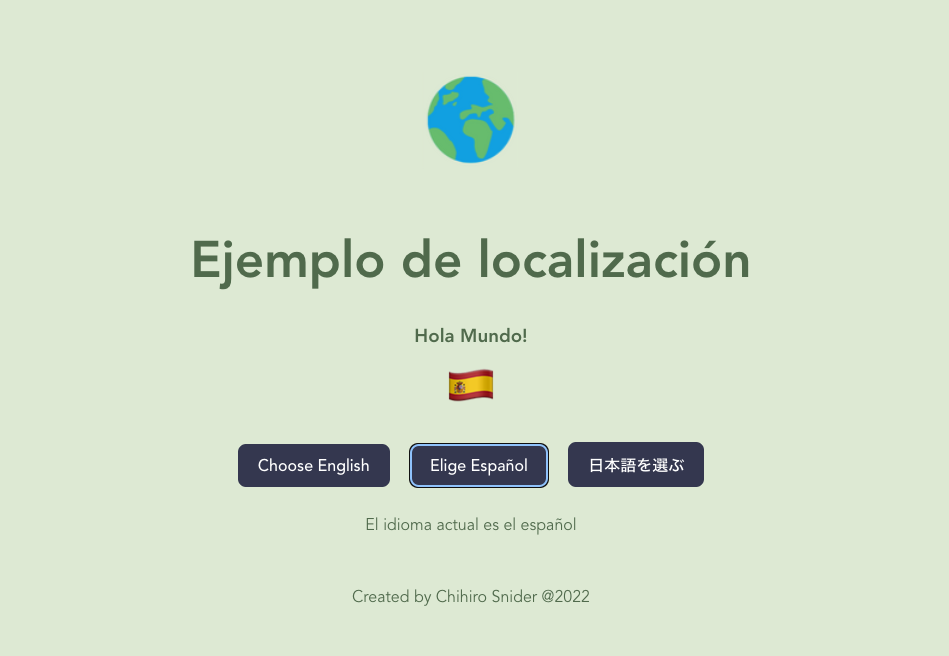 Ejemplo de localización
Hola Mundo!
Choose English
Elige Español
日本語を選ぶ
El idioma actual es el español
Created by Chihiro Snider @2022